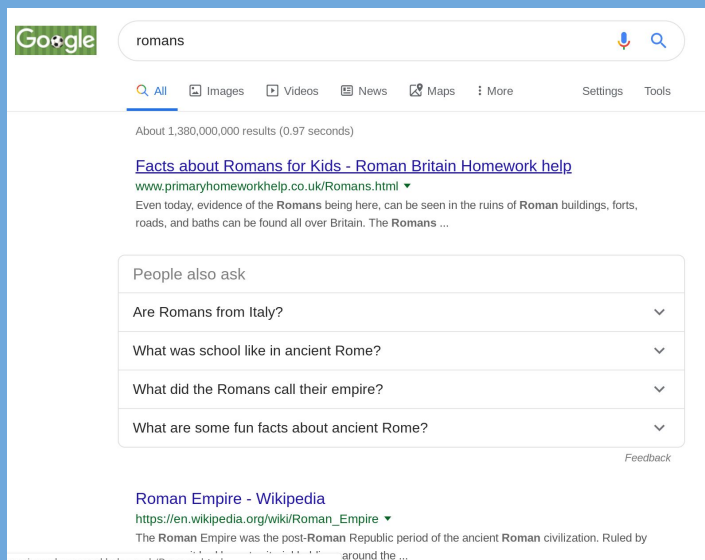 Google
romans
All Images Videos News Maps More Settings Tools
About 1,380,000,000 results (0.97 seconds)
Facts about Romans for Kids - Roman Britain Homework help
www.primaryhomeworkhelp.co.uk/Romans.html
Even today, evidence of the Romans being here, can be seen in the ruins of Roman buildings, forts,
roads, and baths can be found all over Britain. The Romans ...
People also ask
Are Romans from Italy?
What was school like in ancient Rome?
What did the Romans call their empire?
What are some fun facts about ancient Rome?
Feedback
Roman Empire - Wikipedia
https://en.wikipedia.org/wiki/Roman_Empire
The Roman Empire was the post-Roman Republic period of the ancient Roman civilization. Ruled by
around the ...